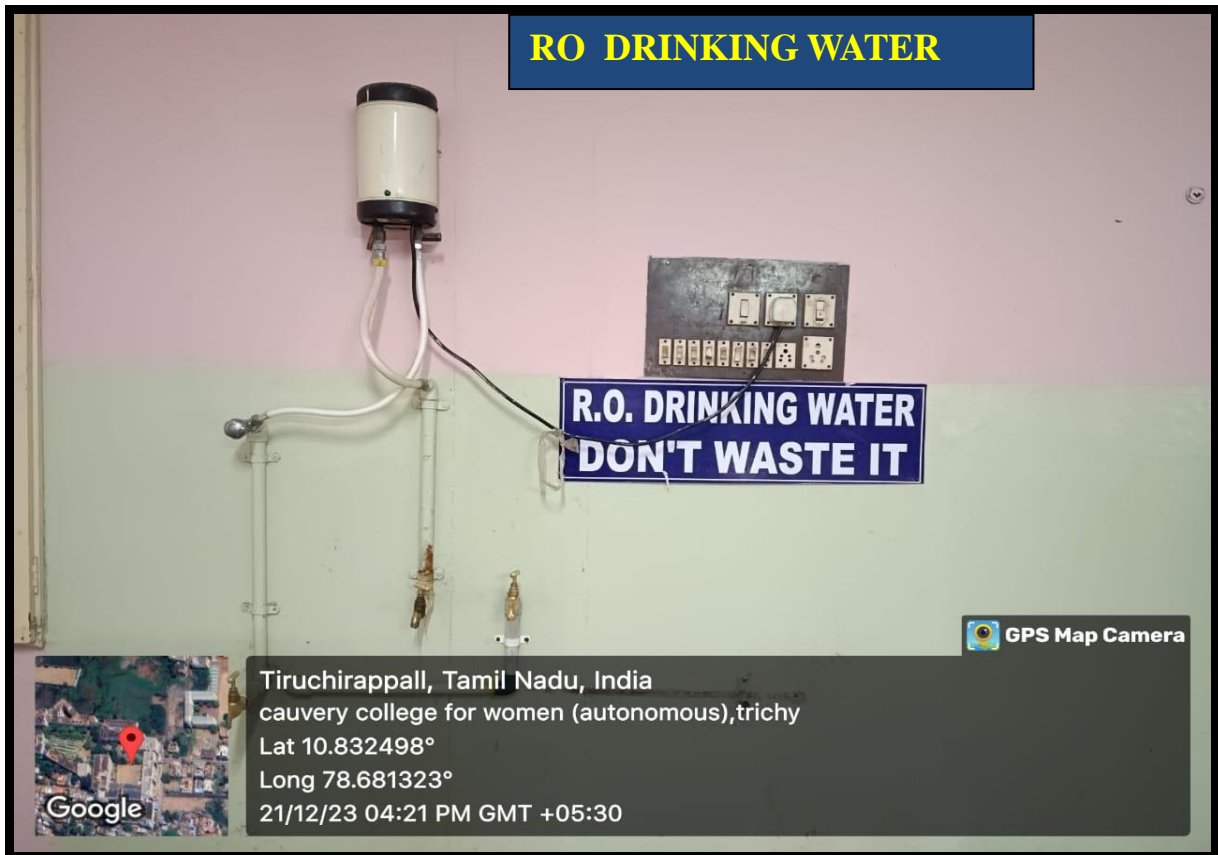 RO DRINKING WATER
R.O. DRINKING WATER
DON'T WASTE IT
GPS Map Camera
Tiruchirappall, Tamil Nadu, India
cauvery college for women (autonomous),trichy
Lat 10.832498°
Long 78.681323°
21/12/23 04:21 PM GMT +05:30
Google